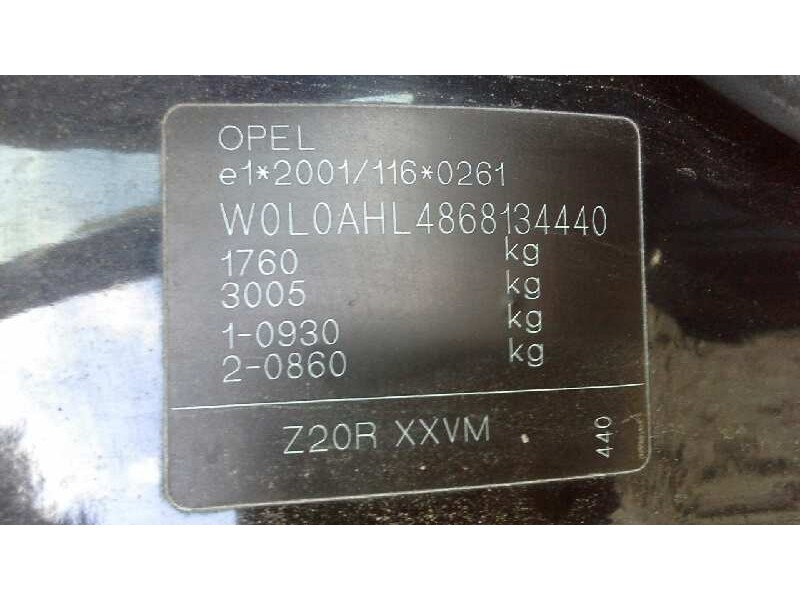 OPEL
e1*2001/116*0261
W0L0AHL4868134440
1760 kg
3005 kg
1-0930 kg
2-0860 kg
Z20R XXVM
440